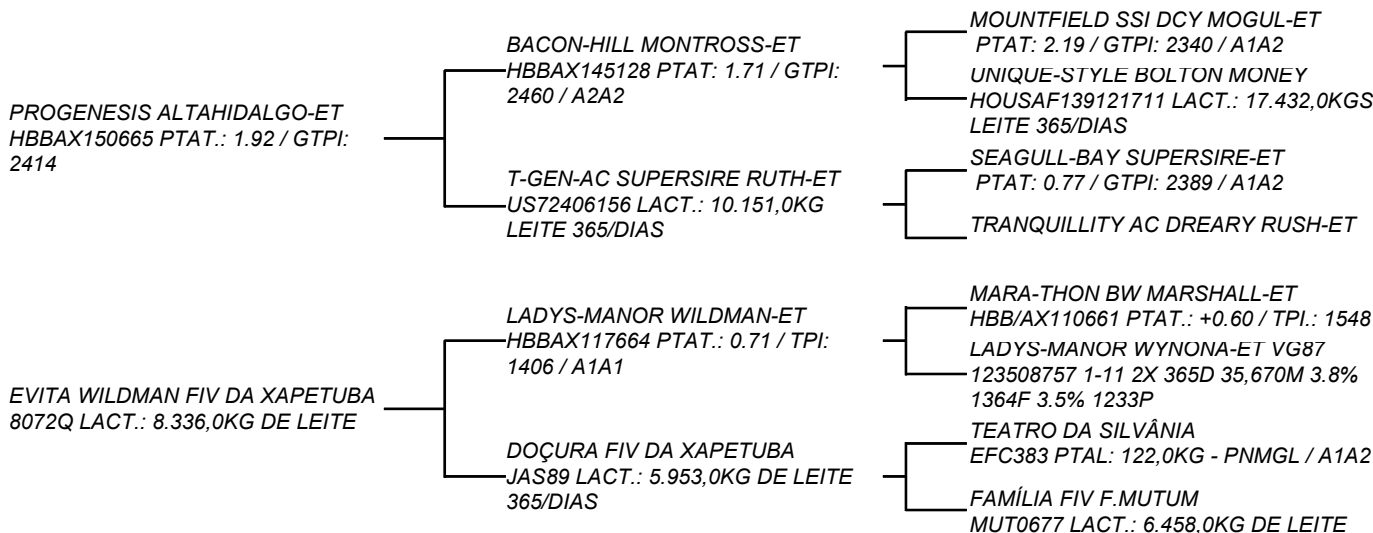 PROGENESIS ALTAHIDALGO-ET
HBBAX150665 PTAT.: 1.92 / GTPI:
2414
BACON-HILL MONTROSS-ET
HBBAX145128 PTAT: 1.71 / GTPI:
2460 / A2A2
MOUNTFIELD SSI DCY MOGUL-ET
PTAT: 2.19 / GTPI: 2340 / A1A2
UNIQUE-STYLE BOLTON MONEY
HOUSAF139121711 LACT.: 17.432,0KGS
LEITE 365/DIAS
T-GEN-AC SUPERSIRE RUTH-ET
US72406156 LACT.: 10.151,0KG
LEITE 365/DIAS
SEAGULL-BAY SUPERSIRE-ET
PTAT: 0.77 / GTPI: 2389 / A1A2
TRANQUILLITY AC DREARY RUSH-ET
EVITA WILDMAN FIV DA XAPETUBA
8072Q LACT.: 8.336,0KG DE LEITE
LADYS-MANOR WILDMAN-ET
HBBAX117664 PTAT.: 0.71 / TPI:
1406 / A1A1
MARA-THON BW MARSHALL-ET
HBB/AX110661 PTAT.: +0.60 / TPI.: 1548
LADYS-MANOR WYNONA-ET VG87
123508757 1-11 2X 365D 35,670M 3.8%
1364F 3.5% 1233P
DOÇURA FIV DA XAPETUBA
JAS89 LACT.: 5.953,0KG DE LEITE
365/DIAS
TEATRO DA SILVÂNIA
EFC383 PTAL: 122,0KG - PNMGL / A1A2
FAMÍLIA FIV F.MUTUM
MUT0677 LACT.: 6.458,0KG DE LEITE